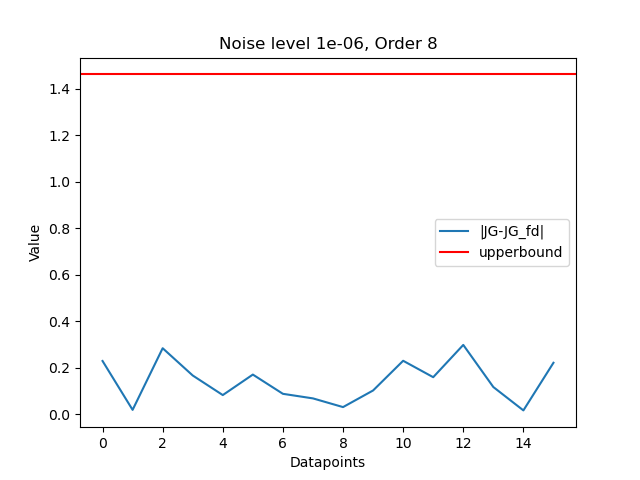 Noise level 1e-06, Order 8
1.4
1.2
1.0
0.8
0.6
0.4
0.2
0.0
Value
|JG-JG_fd|
upperbound
0 2 4 6 8 10 12 14
Datapoints